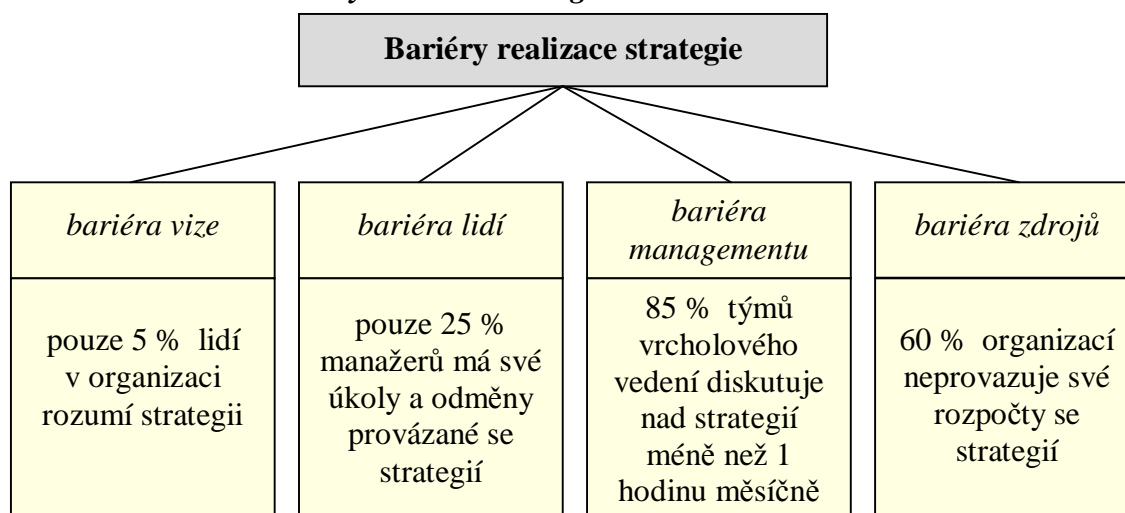 Bariéry realizace strategie
bariéra vize
pouze 5 % lidí
v organizaci
rozumí strategii
bariéra lidí
pouze 25 %
manažerů má své
úkoly a odměny
provázané se
strategií
bariéra
managementu
85 % týmů
vrcholového
vedení diskutuje
nad strategií
méně než 1
hodinu měsíčně
bariéra zdrojů
60 % organizací
neprovazuje své
rozpočty se
strategií